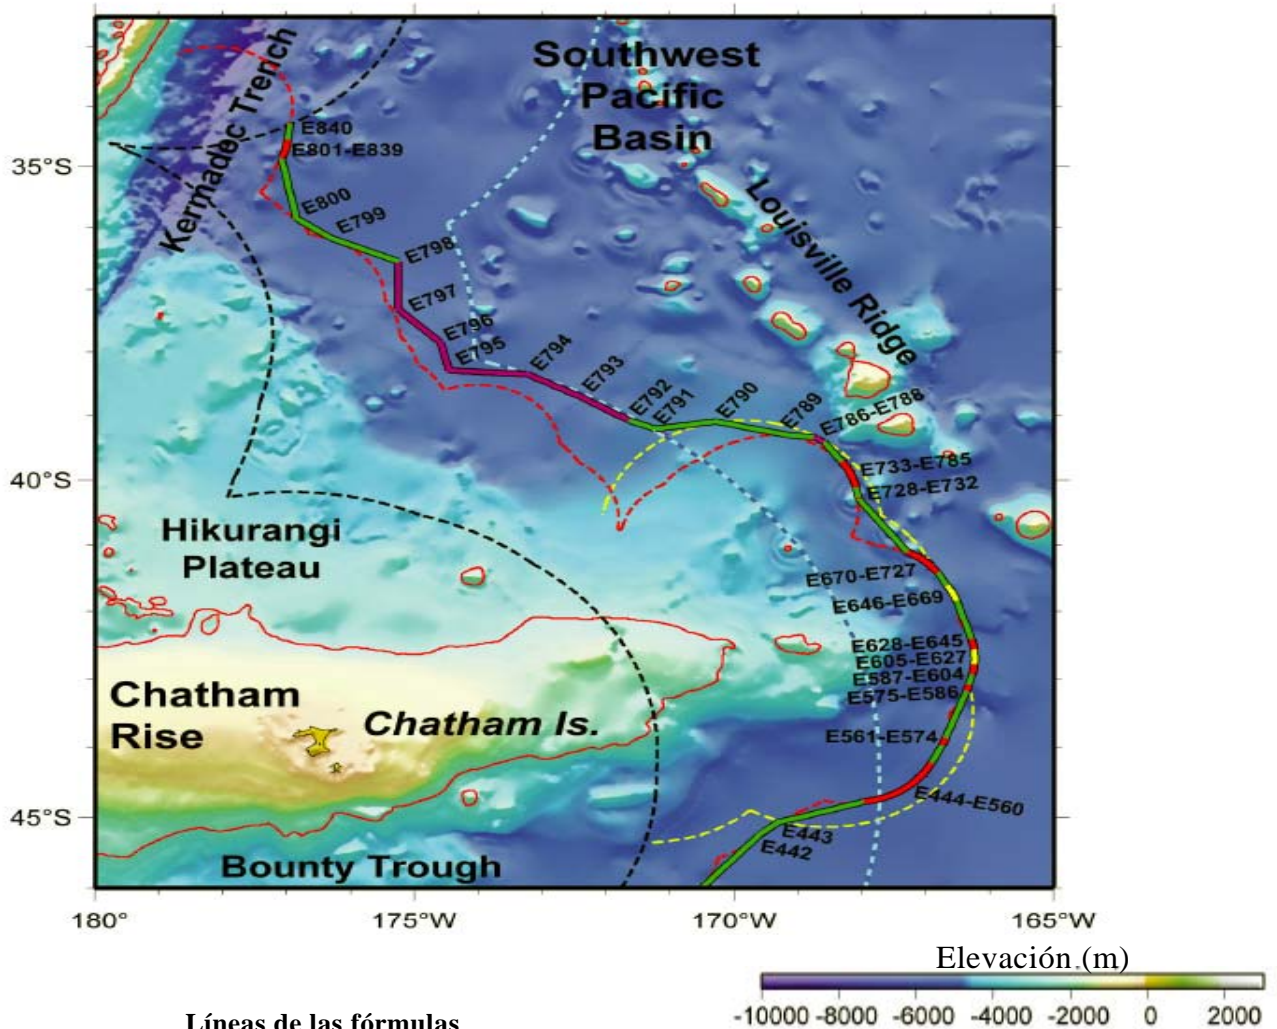 Southwest
Pacific
Basin
Kermadec Trench
E840
E801-E839
35°S
E800
E799
Louisville Ridge
E798
E797
E796
E795
E794
E793
E792
E791
E790
E789
E786-E788
E733-E785
40°S
E728-E732
Hikurangi
Plateau
E670-E727
E646-E669
E628-E645
E605-E627
E587-E604
E575-E586
Chatham
Rise
Chatham Is.
E561-E574
E444-E560
45°S
E443
E442
Bounty Trough
180°
175°W
170°W
165°W
Elevación (m)
-10000 -8000 -6000 -4000 -2000 0 2000
Líneas de las fórmulas